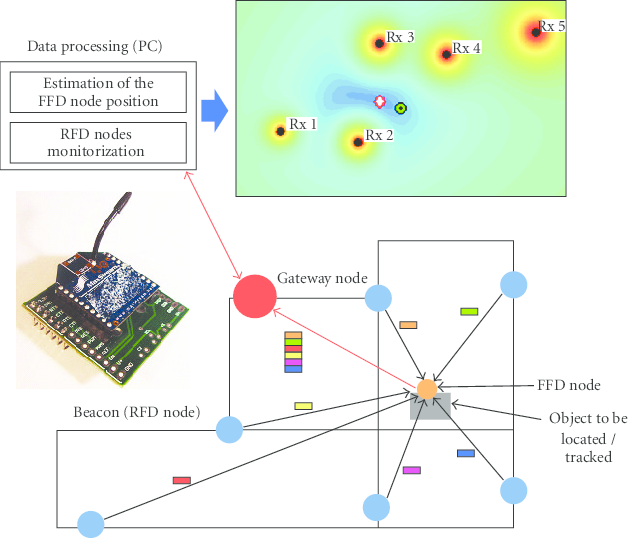 Data processing (PC)
Estimation of the
FFD node position
RFD nodes
monitorization
Rx 3
Rx 5
Rx 4
Rx 1
Rx 2
Gateway node
Beacon (RFD node)
FFD node
Object to be
located /
tracked